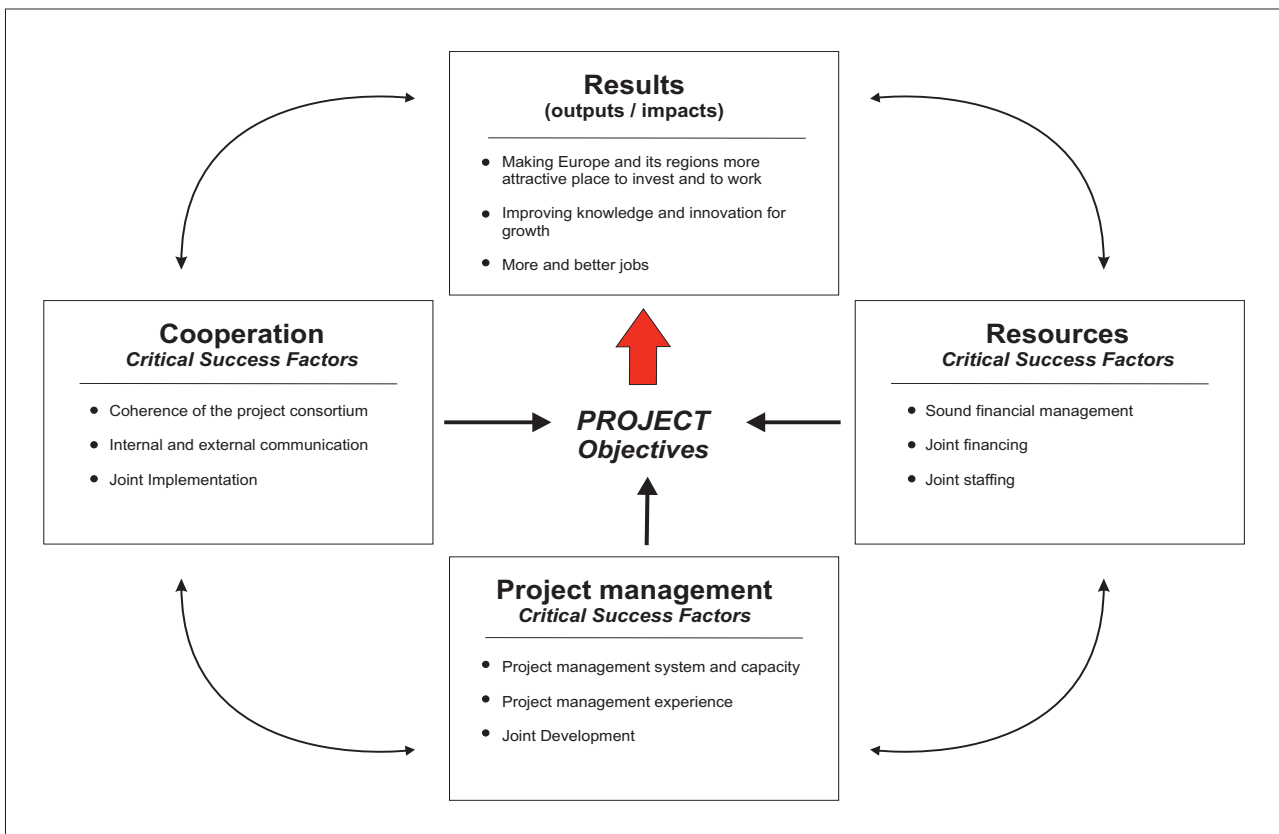 Results
(outputs / impacts)
• Making Europe and its regions more
attractive place to invest and to work
• Improving knowledge and innovation for
growth
• More and better jobs
Cooperation
Critical Success Factors
• Coherence of the project consortium
• Internal and external communication
• Joint Implementation
PROJECT
Objectives
Resources
Critical Success Factors
• Sound financial management
• Joint financing
• Joint staffing
Project management
Critical Success Factors
• Project management system and capacity
• Project management experience
• Joint Development